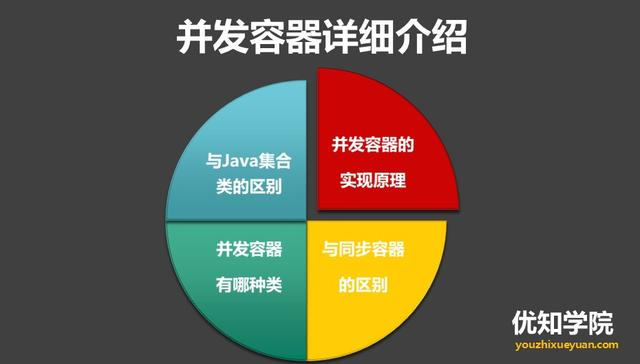 并发容器详细介绍
与Java集合
类的区别
并发容器的
实现原理
并发容器
有哪种类
与同步容器
的区别
优知学院
youzhixueyuan.com